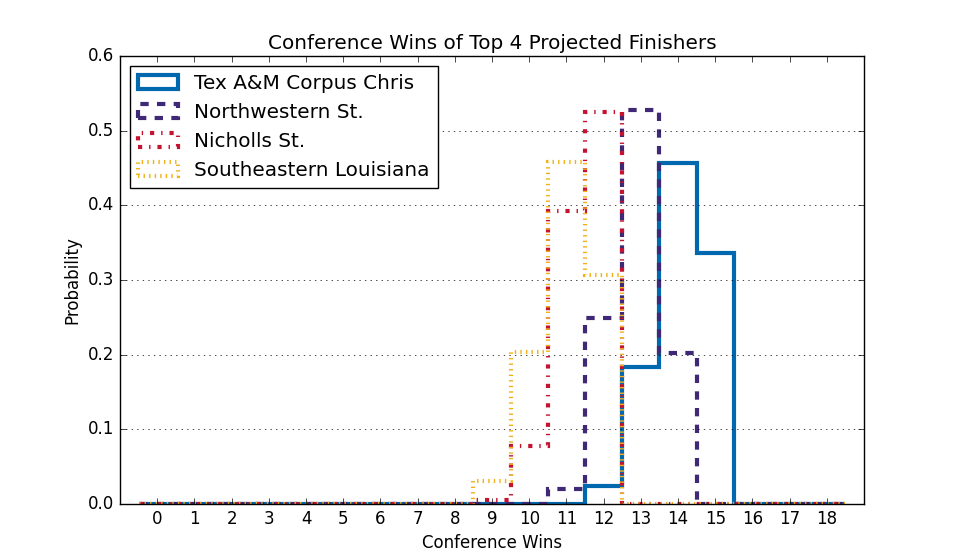 Conference Wins of Top 4 Projected Finishers
0.6
Tex A&M Corpus Chris
Northwestern St.
0.5
Nicholls St.
Southeastern Louisiana
0.4
0.3
Probability
0.2
0.1
0.0
0 1 2 3 4 5 6 7 8 9 10 11 12 13 14 15 16 17 18
Conference Wins